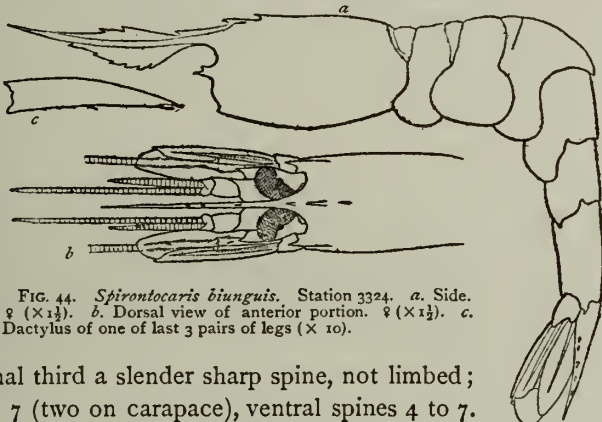 a
c
b
FIG. 44. Spirontocaris biunguis. Station 3324. a. Side.
♀ (×1½). b. Dorsal view of anterior portion. ♀ (×1½). c.
Dactylus of one of last 3 pairs of legs (× 10).
nal third a slender sharp spine, not limbed;
7 (two on carapace), ventral spines 4 to 7.